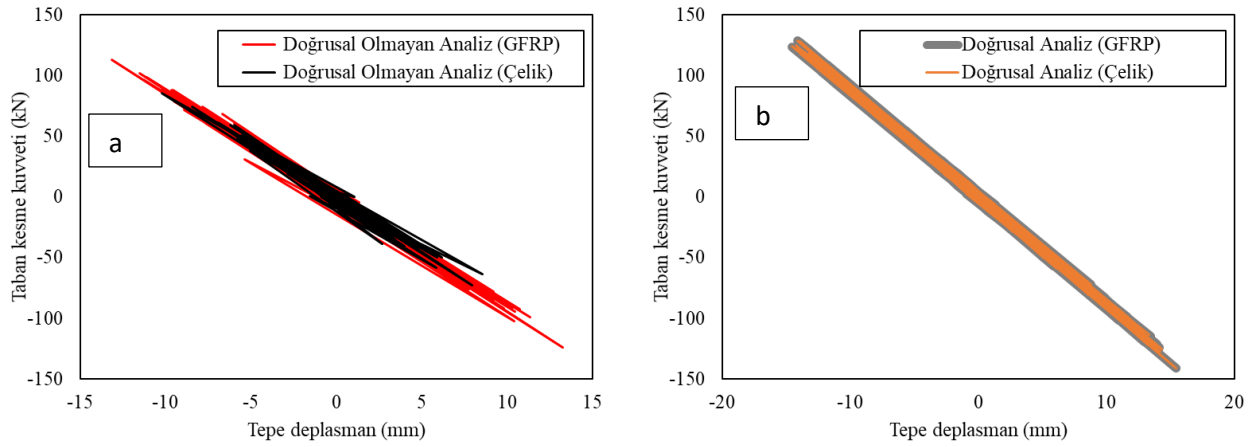 150
100
50
0
-50
-100
-150
-15
-10
-5
0
5
10
15
Taban kesme kuvveti (kN)
Tepe deplasman (mm)
Doğrusal Olmayan Analiz (GFRP)
Doğrusal Olmayan Analiz (Çelik)
a
150
100
50
0
-50
-100
-150
-20
-10
0
10
20
Taban kesme kuvveti (kN)
Tepe deplasman (mm)
Doğrusal Analiz (GFRP)
Doğrusal Analiz (Çelik)
b